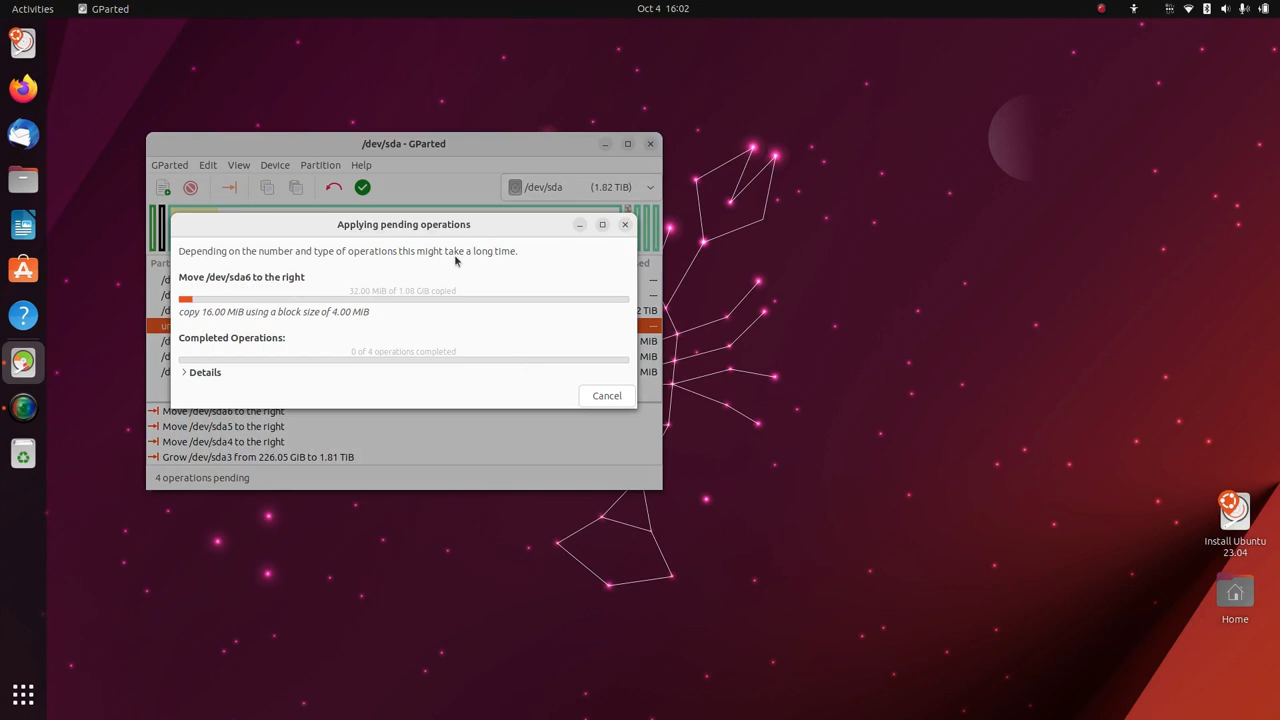 Activities
GParted
Oct 4 16:02
/dev/sda - GParted
GParted Edit View Device Partition Help
/dev/sda (1.82 TiB)
Applying pending operations
Depending on the number and type of operations this might take a long time.
Move /dev/sda6 to the right
32.00 MiB of 1.08 GiB copied
copy 16.00 MiB using a block size of 4.00 MiB
Completed Operations:
0 of 4 operations completed
Details
Cancel
TiB
MiB
MiB
MiB
Move /dev/sda6 to the right
Move /dev/sda5 to the right
Move /dev/sda4 to the right
Grow /dev/sda3 from 226.05 GiB to 1.81 TiB
4 operations pending
Install Ubuntu
23.04
Home